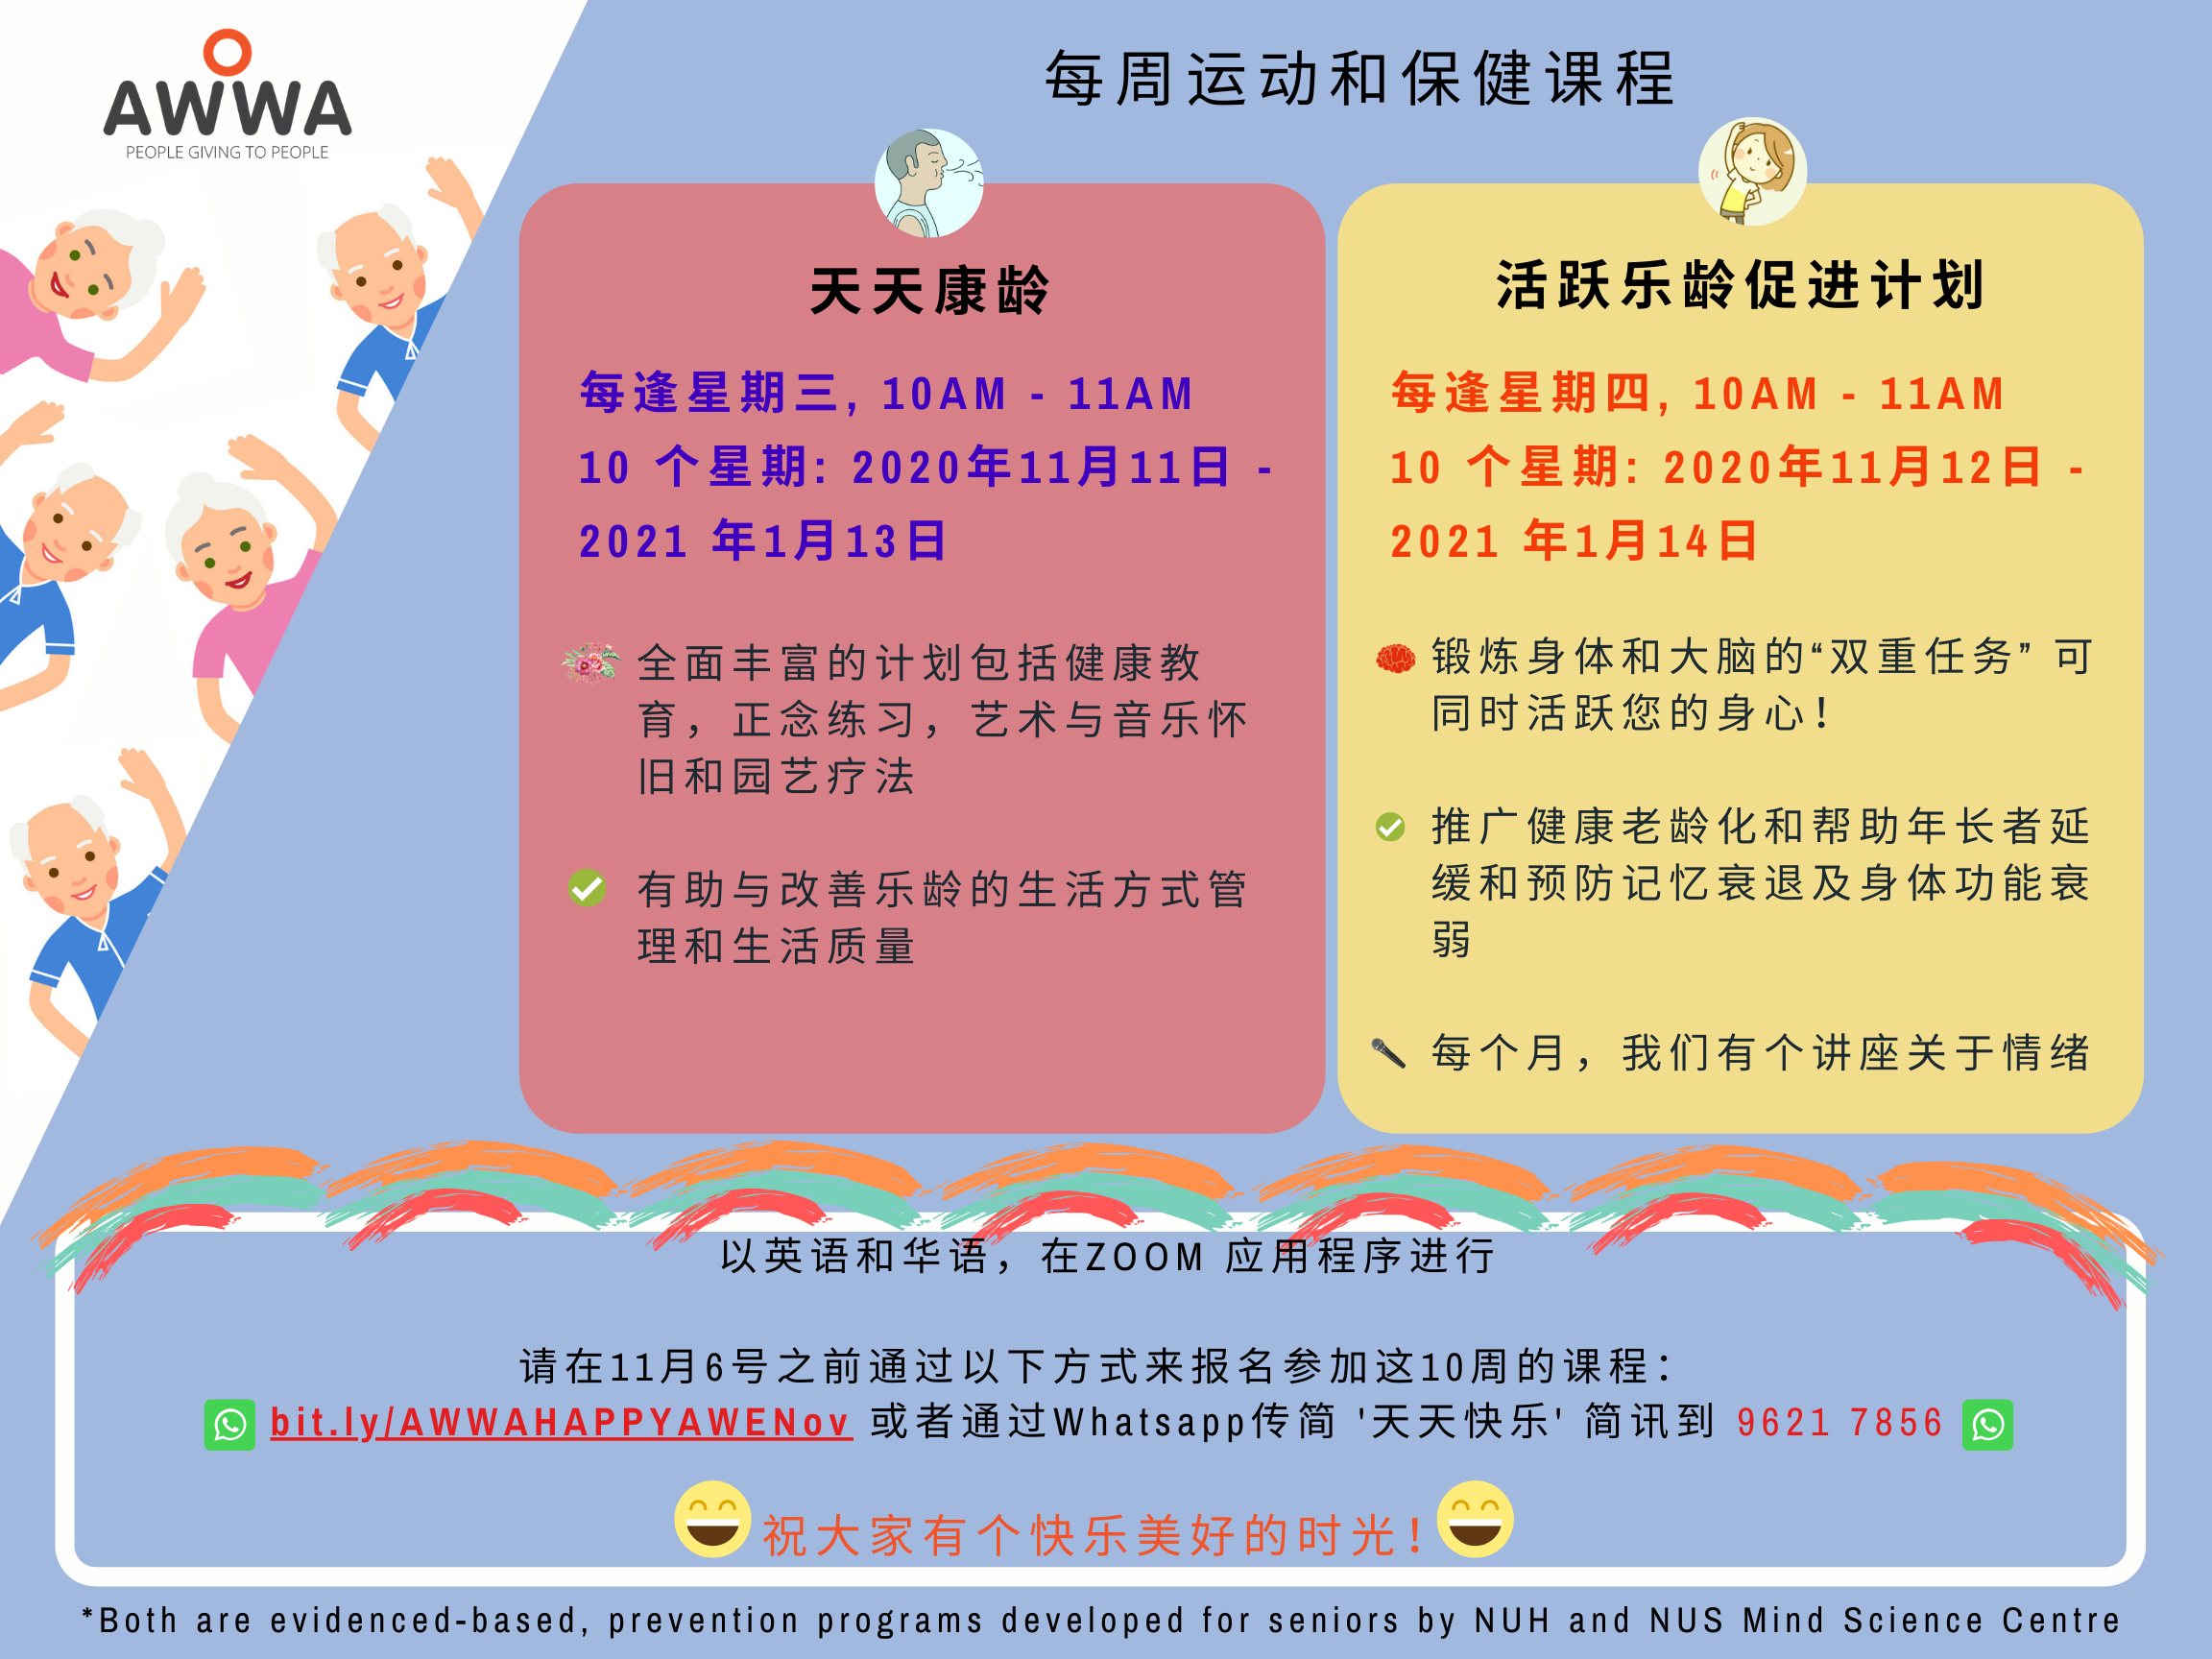 AWWA
PEOPLE GIVING TO PEOPLE
每周运动和保健课程
天天康龄
每逢星期三, 10AM - 11AM
10 个星期: 2020年11月11日 -
2021 年1月13日
全面丰富的计划包括健康教
育，正念练习，艺术与音乐怀
旧和园艺疗法
有助与改善乐龄的生活方式管
理和生活质量
活跃乐龄促进计划
每逢星期四, 10AM - 11AM
10 个星期: 2020年11月12日 -
2021 年1月14日
锻炼身体和大脑的“双重任务” 可
同时活跃您的身心!
推广健康老龄化和帮助年长者延
缓和预防记忆衰退及身体功能衰
弱
每个月，我们有个讲座关于情绪
以英语和华语，在ZOOM 应用程序进行
请在11月6号之前通过以下方式来报名参加这10周的课程：
bit.ly/AWWAHAPPYAWENov 或者通过Whatsapp传简 '天天快乐' 简讯到 9621 7856
祝大家有个快乐美好的时光!
*Both are evidenced-based, prevention programs developed for seniors by NUH and NUS Mind Science Centre